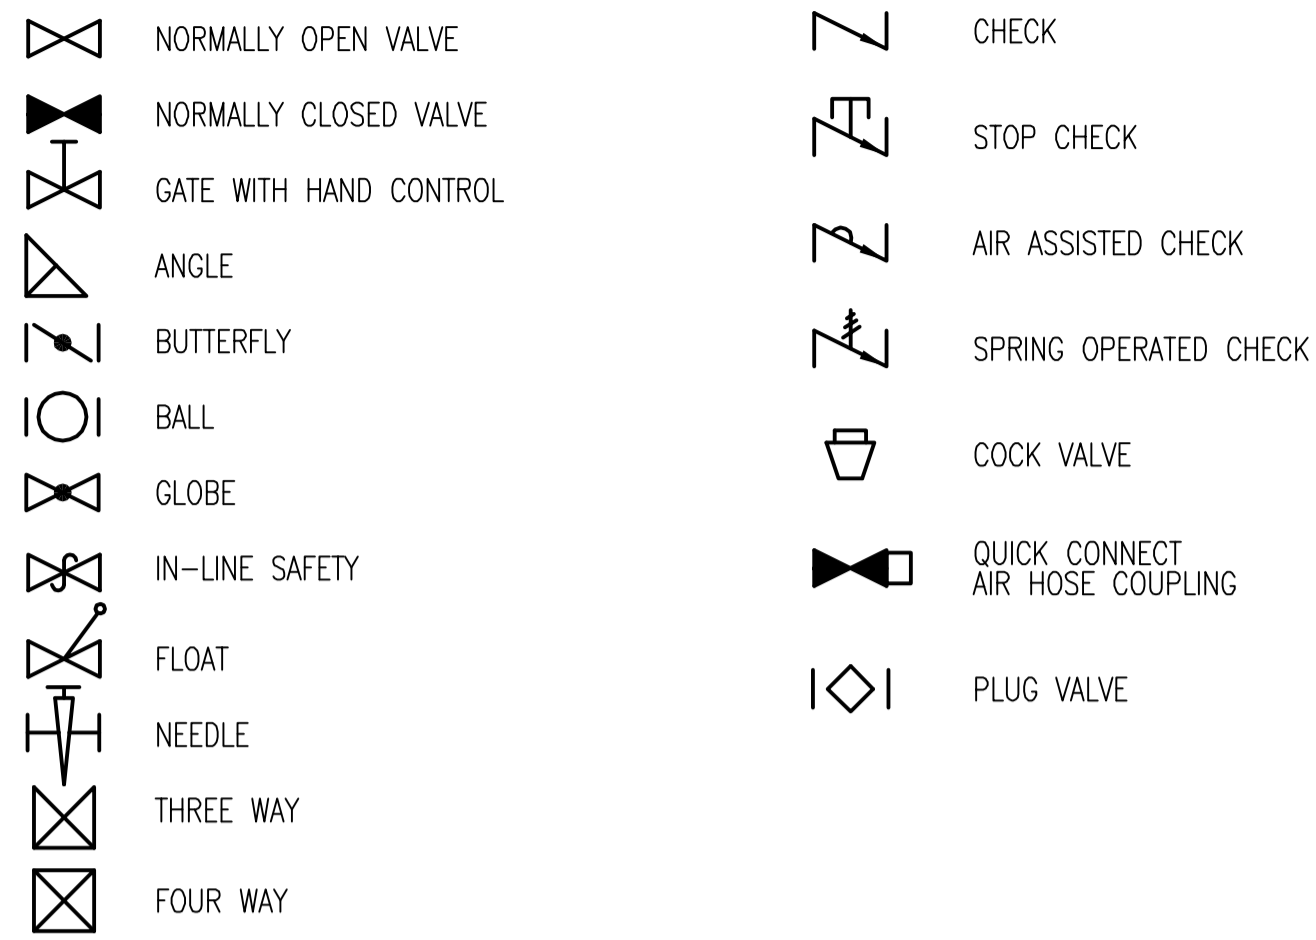 NORMALLY OPEN VALVE
NORMALLY CLOSED VALVE
GATE WITH HAND CONTROL
ANGLE
BUTTERFLY
BALL
GLOBE
IN-LINE SAFETY
FLOAT
NEEDLE
THREE WAY
FOUR WAY
CHECK
STOP CHECK
AIR ASSISTED CHECK
SPRING OPERATED CHECK
COCK VALVE
QUICK CONNECT
AIR HOSE COUPLING
PLUG VALVE